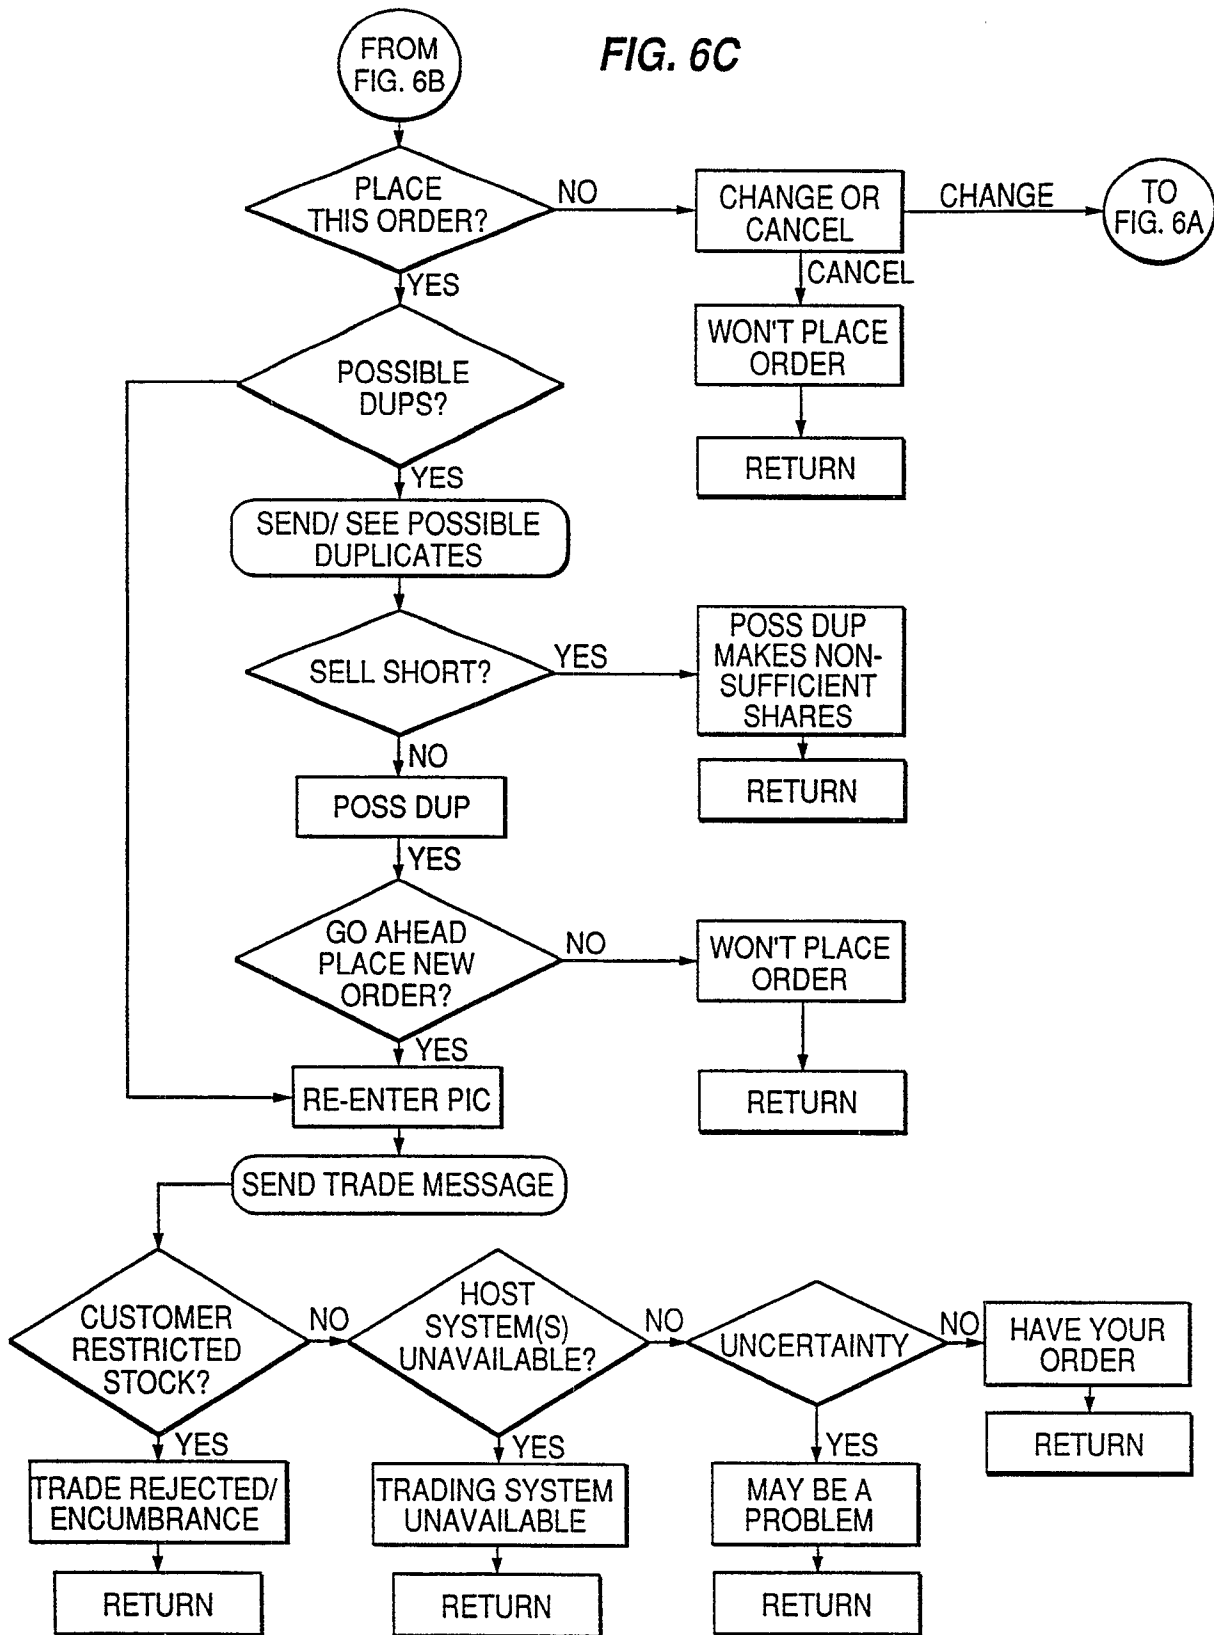 FROM
FIG. 6B
FIG. 6C
PLACE
THIS ORDER?
NO
CHANGE OR
CANCEL
CHANGE
TO
FIG. 6A
YES
CANCEL
WON'T PLACE
ORDER
POSSIBLE
DUPS?
RETURN
YES
SEND/ SEE POSSIBLE
DUPLICATES
SELL SHORT?
YES
POSS DUP
MAKES NON-
SUFFICIENT
SHARES
NO
RETURN
POSS DUP
YES
GO AHEAD
PLACE NEW
ORDER?
NO
WON'T PLACE
ORDER
YES
RE-ENTER PIC
RETURN
SEND TRADE MESSAGE
CUSTOMER
RESTRICTED
STOCK?
NO
HOST
SYSTEM(S)
UNAVAILABLE?
NO
UNCERTAINTY
NO
HAVE YOUR
ORDER
RETURN
YES
TRADE REJECTED/
ENCUMBRANCE
RETURN
YES
TRADING SYSTEM
UNAVAILABLE
RETURN
YES
MAY BE A
PROBLEM
RETURN